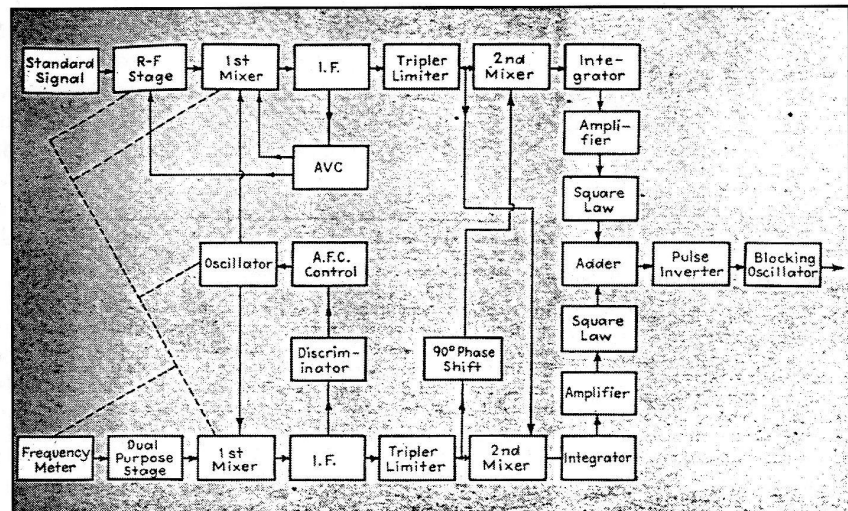 Standard
Signal
R-F
Stage
1st
Mixer
I.F.
Tripler
Limiter
2nd
Mixer
Inte-
grator
Ampli-
fier
AVC
Square
Law
Oscillator
A.F.C.
Control
Adder
Pulse
Inverter
Blocking
Oscillator
Discrim-
inator
90° Phase
Shift
Square
Law
Amplifier
Frequency
Meter
Dual
Purpose
Stage
1st
Mixer
I.F.
Tripler
Limiter
2nd
Mixer
Integrator